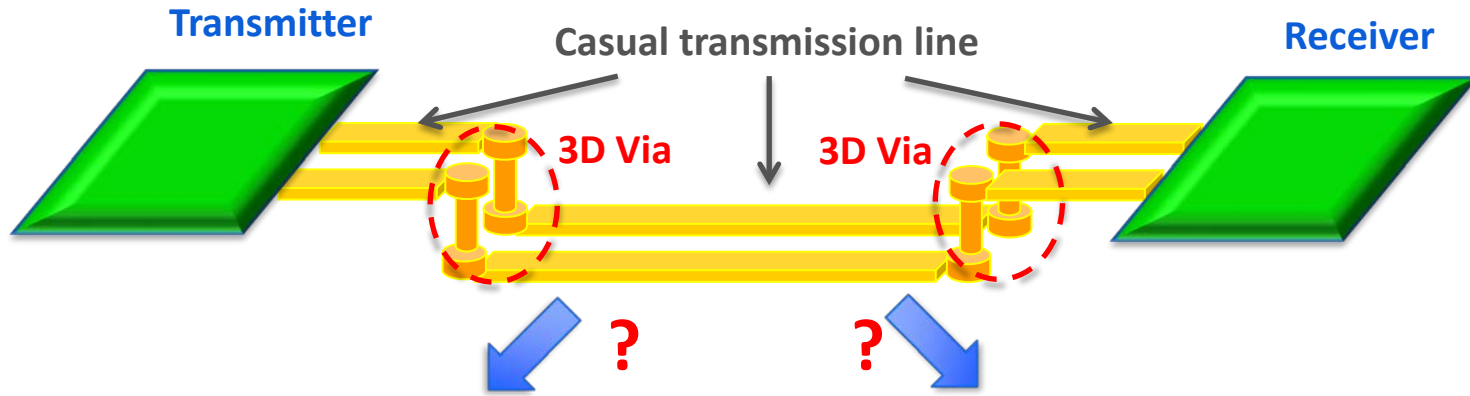 Transmitter
Casual transmission line
Receiver
3D Via
3D Via
?
?